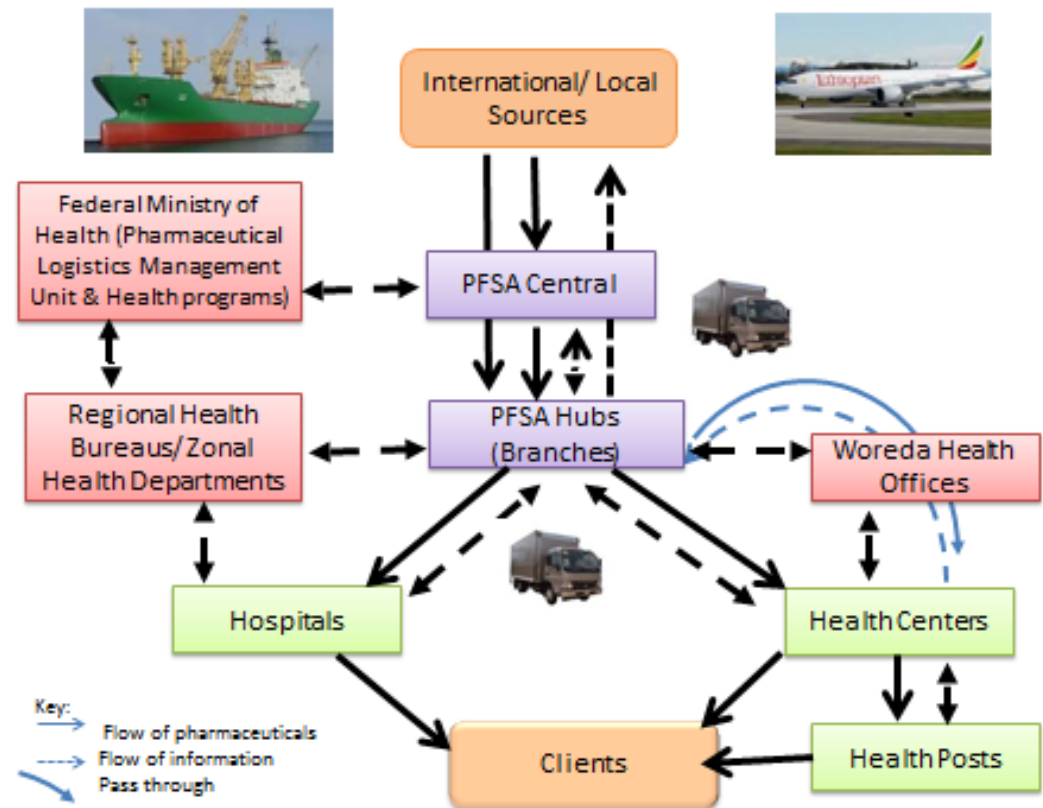 International/ Local
Sources
Ethiopian
Federal Ministry of
Health (Pharmaceutical
Logistics Management
Unit & Health programs)
PFSA Central
Regional Health
Bureaus/ Zonal
Health Departments
PFSA Hubs
(Branches)
Woreda Health
Offices
Hospitals
Health Centers
Key:
Flow of pharmaceuticals
Flow of information
Pass through
Clients
Health Posts